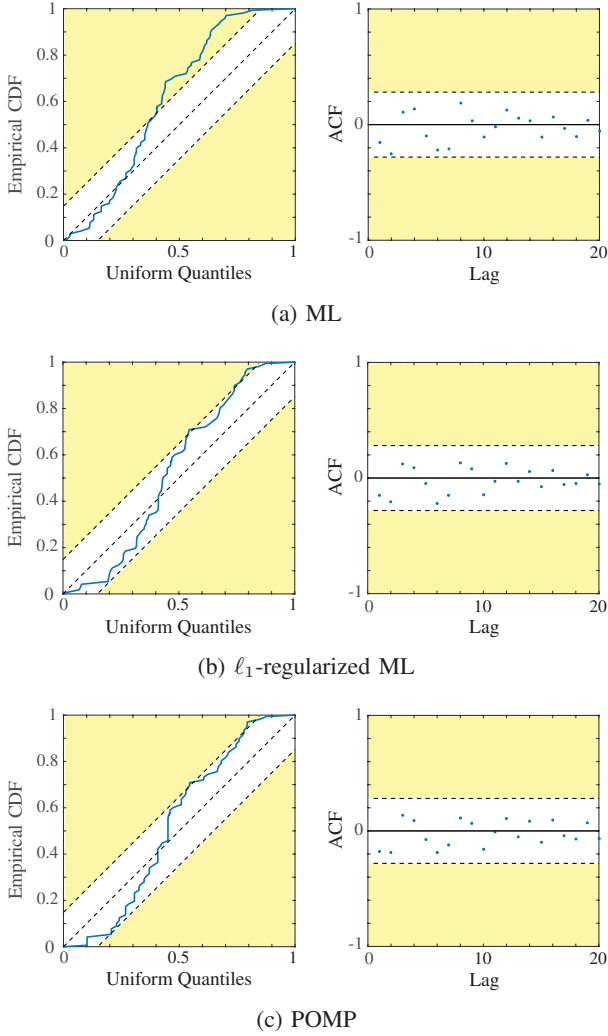 1
0.8
0.6
0.4
0.2
0
Empirical CDF
0 0.5 1
Uniform Quantiles
1
0
-1
ACF
0 10 20
Lag
(a) ML
1
0.8
0.6
0.4
0.2
0
Empirical CDF
0 0.5 1
Uniform Quantiles
1
0
-1
ACF
0 10 20
Lag
(b) ℓ₁-regularized ML
1
0.8
0.6
0.4
0.2
0
Empirical CDF
0 0.5 1
Uniform Quantiles
1
0
-1
ACF
0 10 20
Lag
(c) POMP